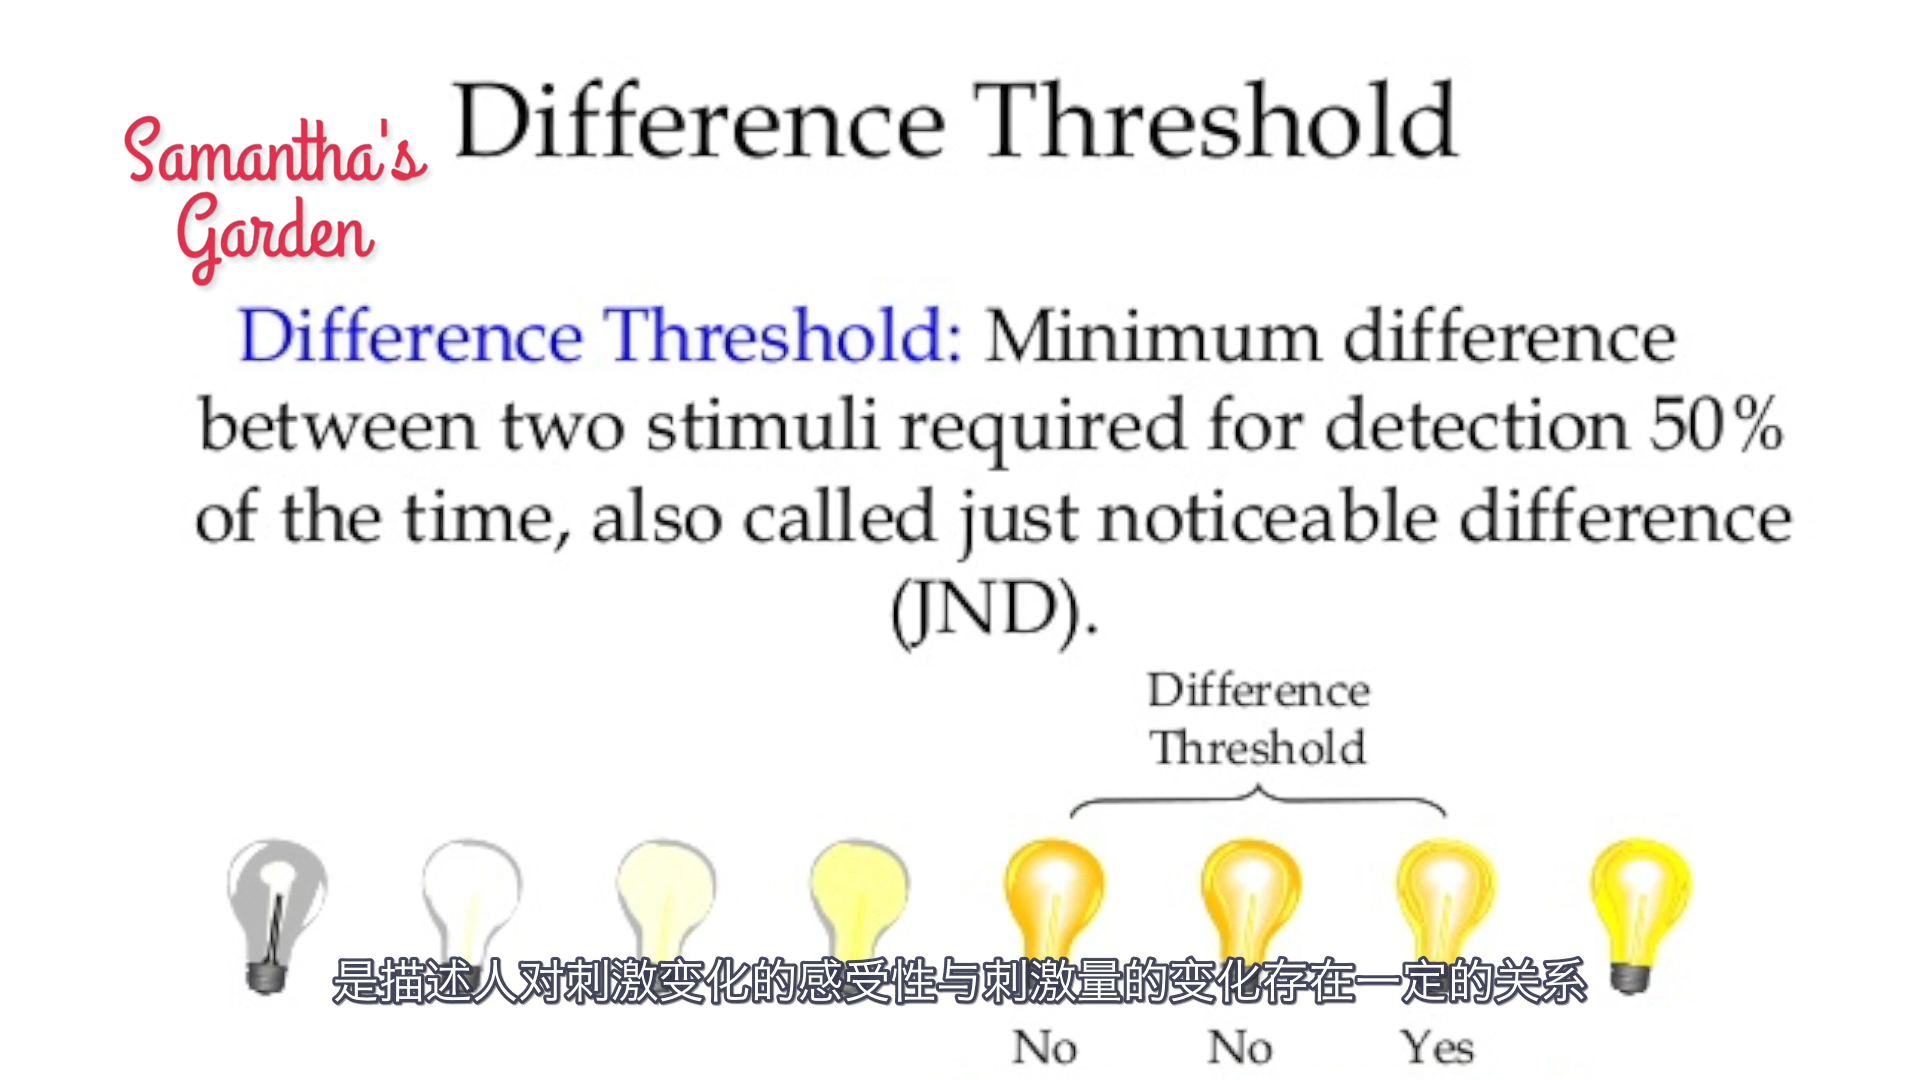 Difference Threshold
Samantha's
Garden
Difference Threshold: Minimum difference
between two stimuli required for detection 50%
of the time, also called just noticeable difference
(JND).
Difference
Threshold
是描述人对刺激变化的感受性与刺激量的变化存在一定的关系
No No Yes